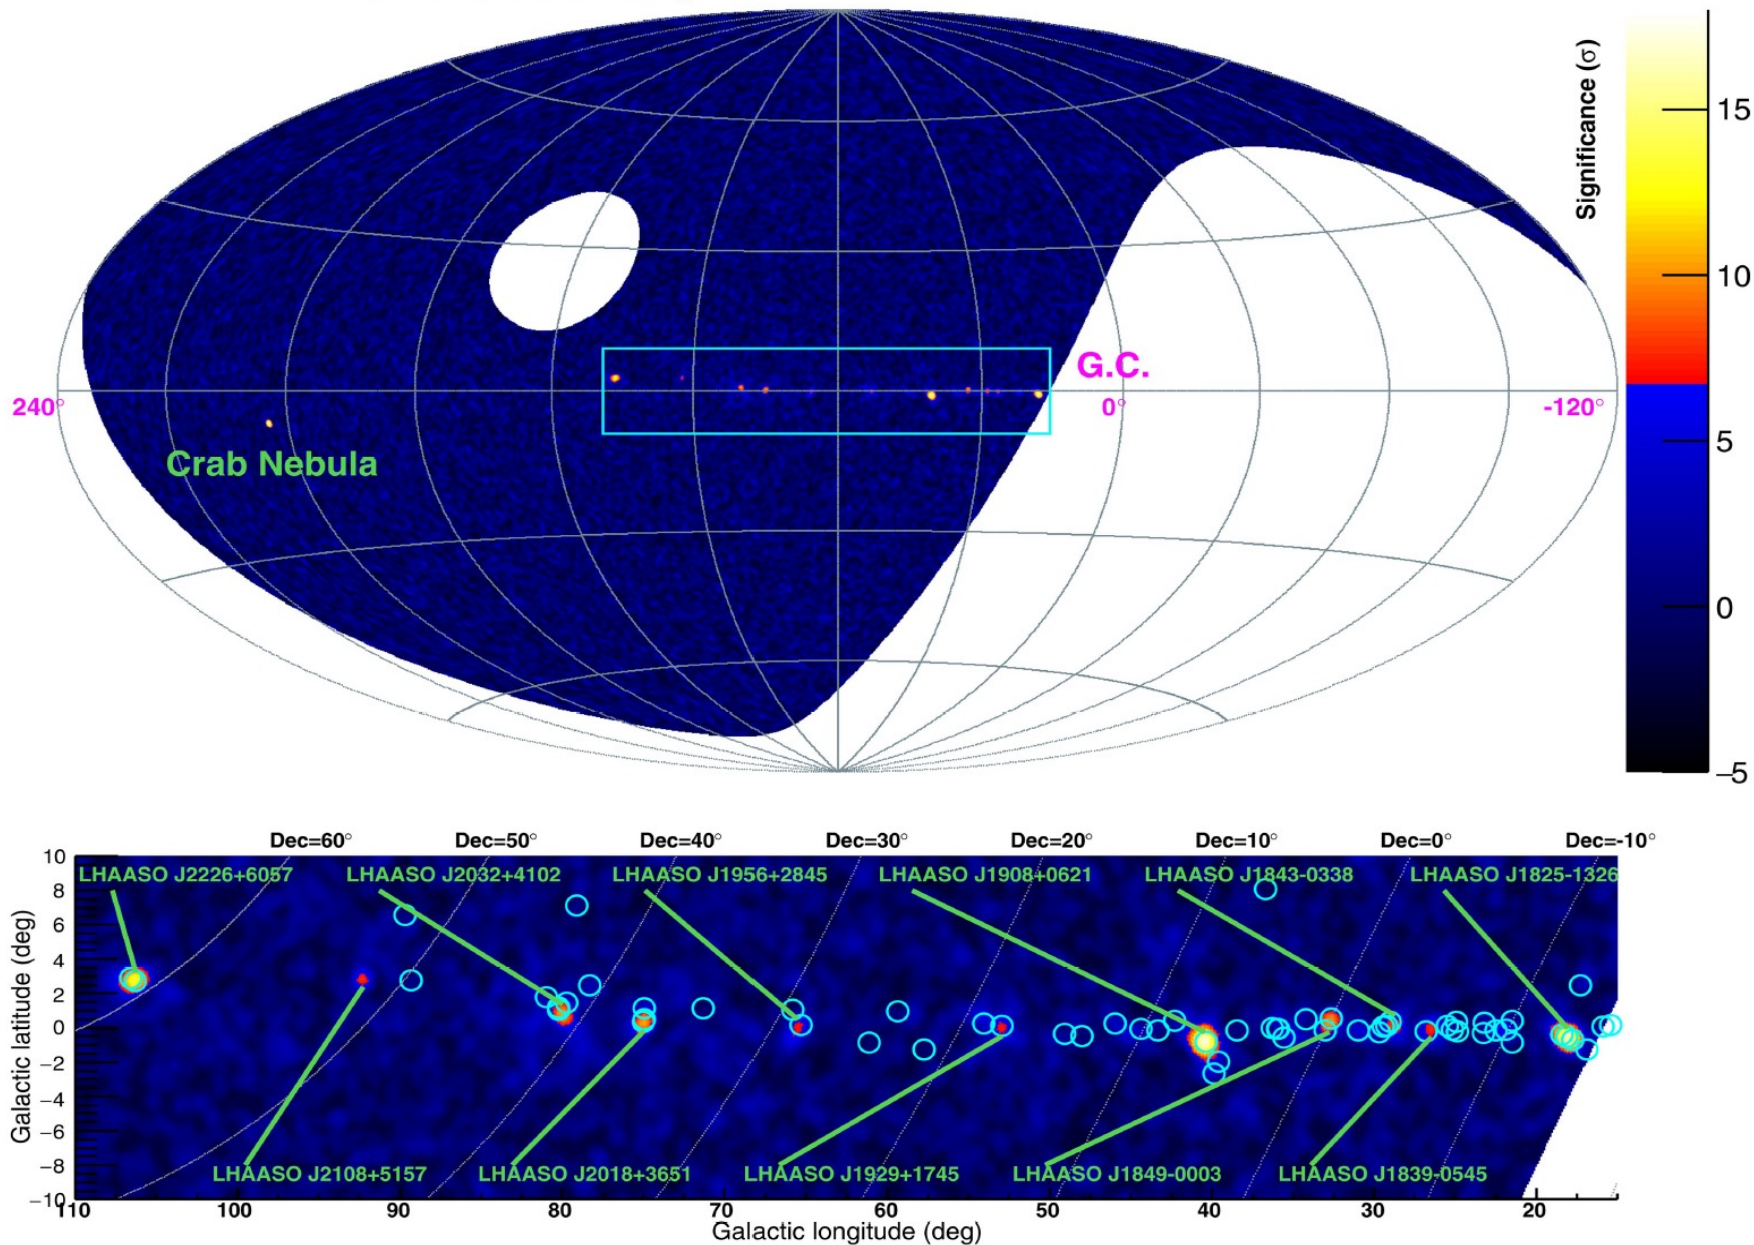 Significance (σ)
15
10
5
0
−5
G.C.
240°
0°
-120°
Crab Nebula
Dec=60°
Dec=50°
Dec=40°
Dec=30°
Dec=20°
Dec=10°
Dec=0°
Dec=-10°
Galactic latitude (deg)
10
8
6
4
2
0
−2
−4
−6
−8
−10
LHAASO J2226+6057
LHAASO J2032+4102
LHAASO J1956+2845
LHAASO J1908+0621
LHAASO J1843-0338
LHAASO J1825-1326
LHAASO J2108+5157
LHAASO J2018+3651
LHAASO J1929+1745
LHAASO J1849-0003
LHAASO J1839-0545
110
100
90
80
70
60
50
40
30
20
Galactic longitude (deg)